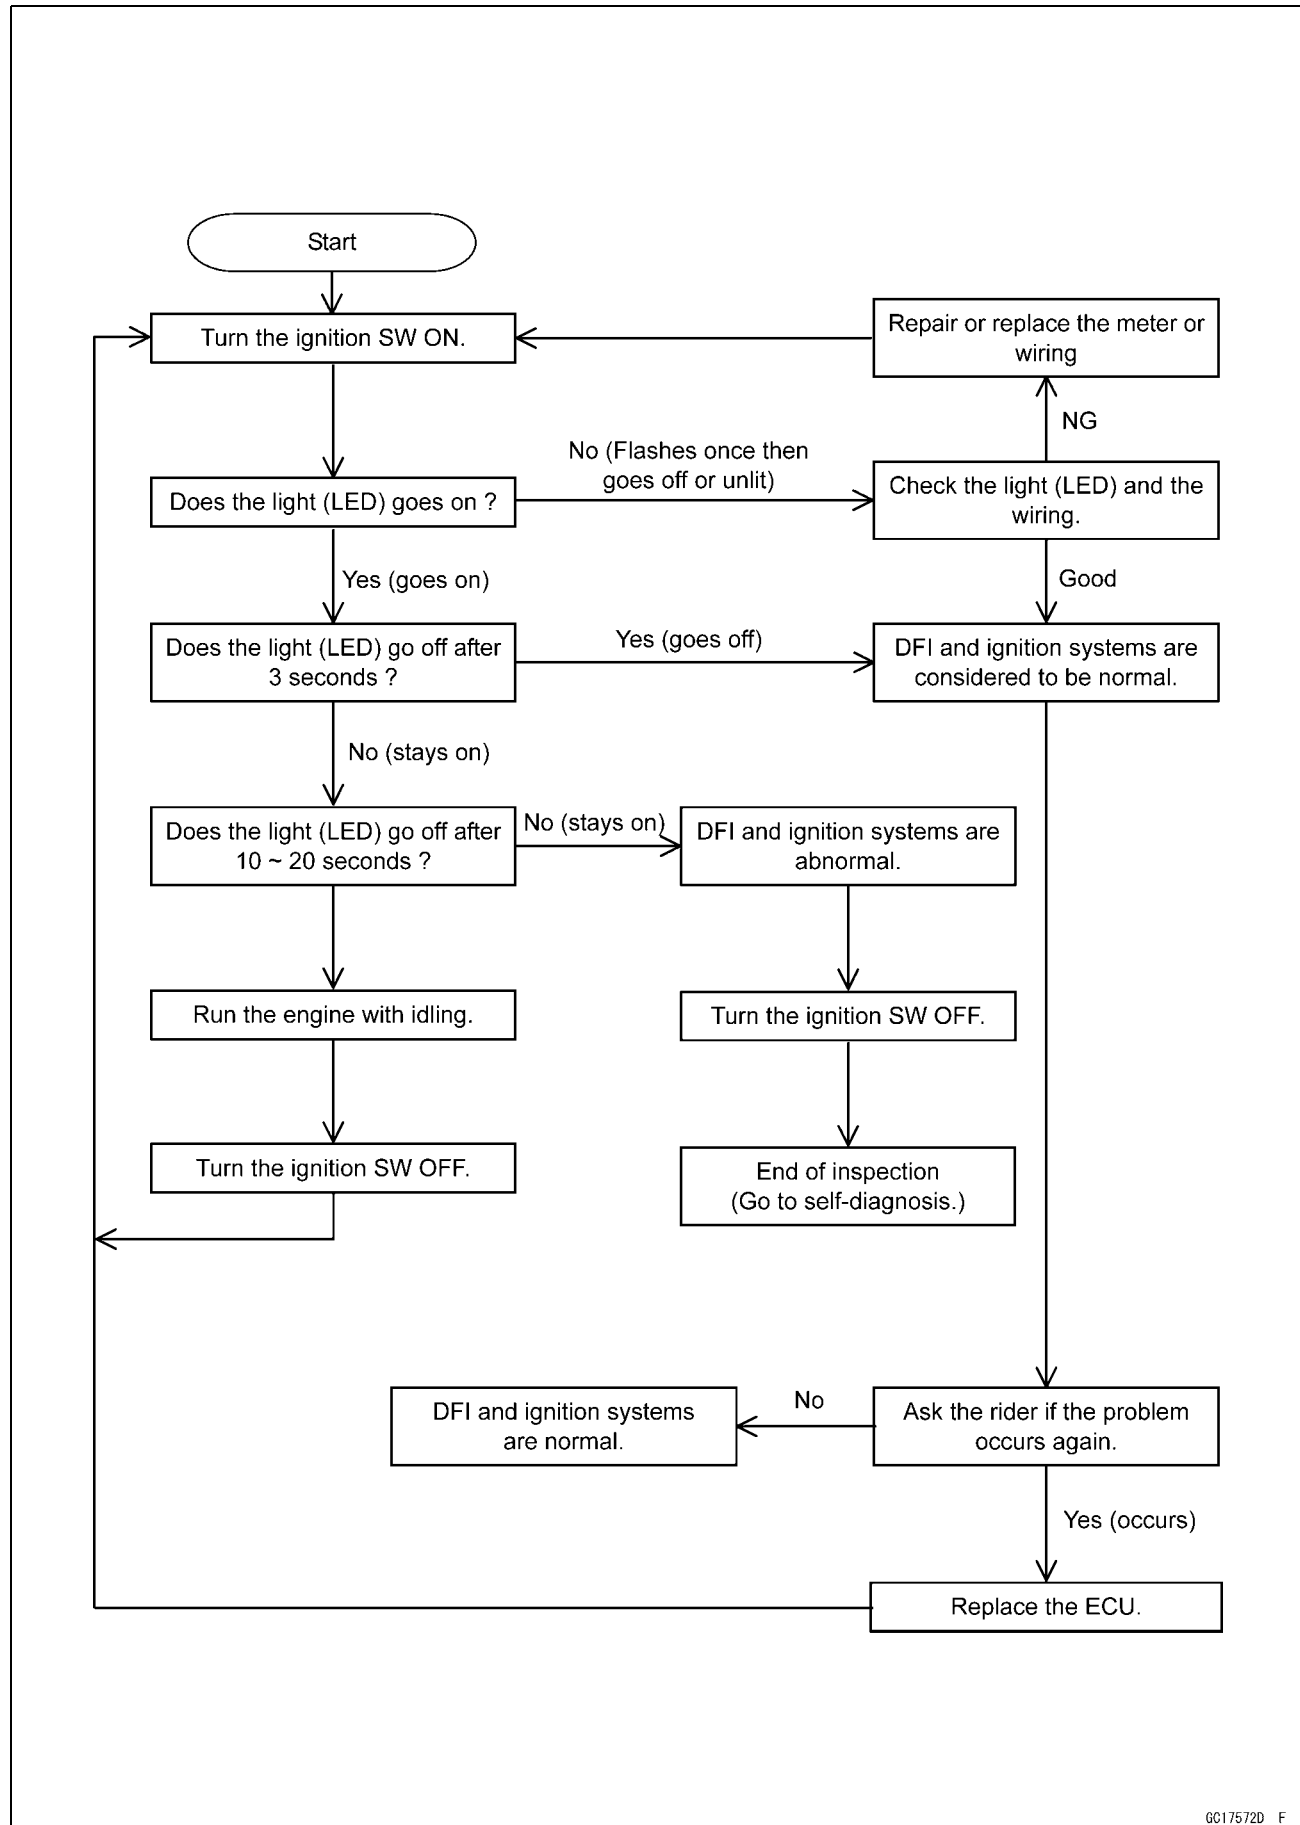 Start
Turn the ignition SW ON.
Repair or replace the meter or
wiring
NG
No (Flashes once then
goes off or unlit)
Does the light (LED) goes on ?
Check the light (LED) and the
wiring.
Yes (goes on)
Good
Does the light (LED) go off after
3 seconds ?
Yes (goes off)
DFI and ignition systems are
considered to be normal.
No (stays on)
Does the light (LED) go off after
10 ~ 20 seconds ?
No (stays on)
DFI and ignition systems are
abnormal.
Run the engine with idling.
Turn the ignition SW OFF.
Turn the ignition SW OFF.
End of inspection
(Go to self-diagnosis.)
DFI and ignition systems
are normal.
No
Ask the rider if the problem
occurs again.
Yes (occurs)
Replace the ECU.
GC17572D F